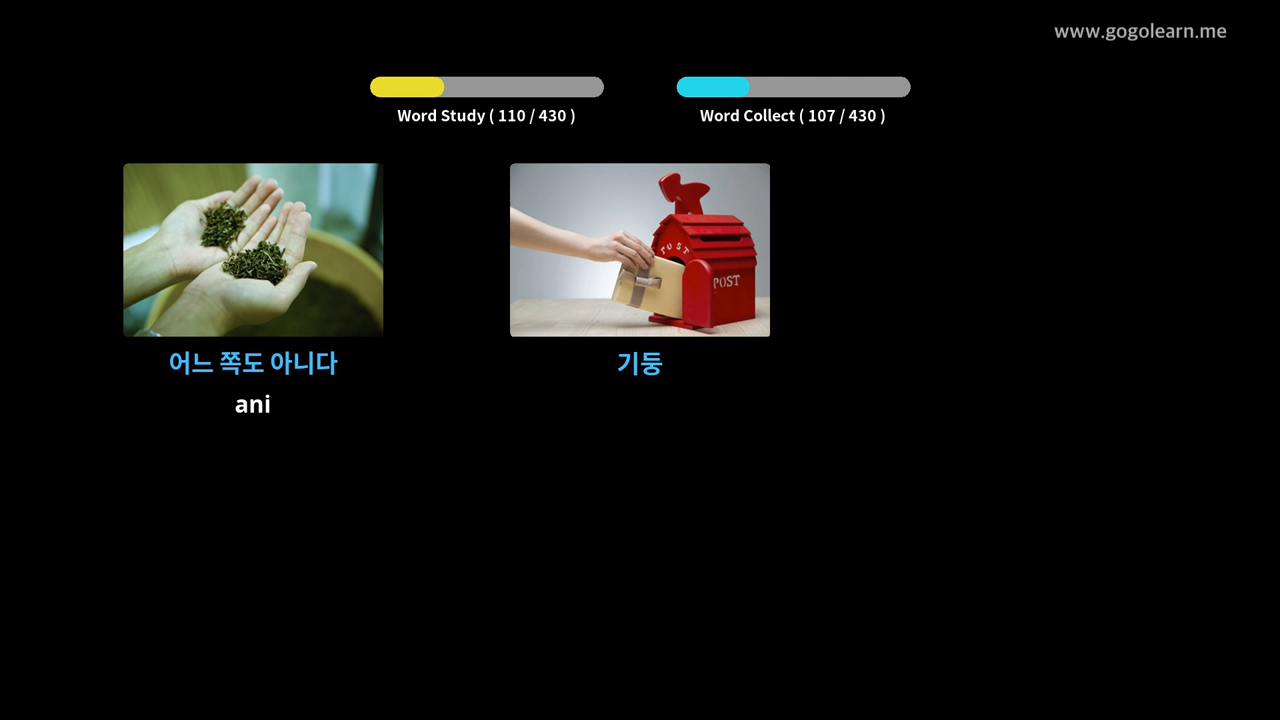 www.gogolearn.me
Word Study ( 110 / 430 )
Word Collect ( 107 / 430 )
POST
POST
어느 쪽도 아니다
기둥
ani